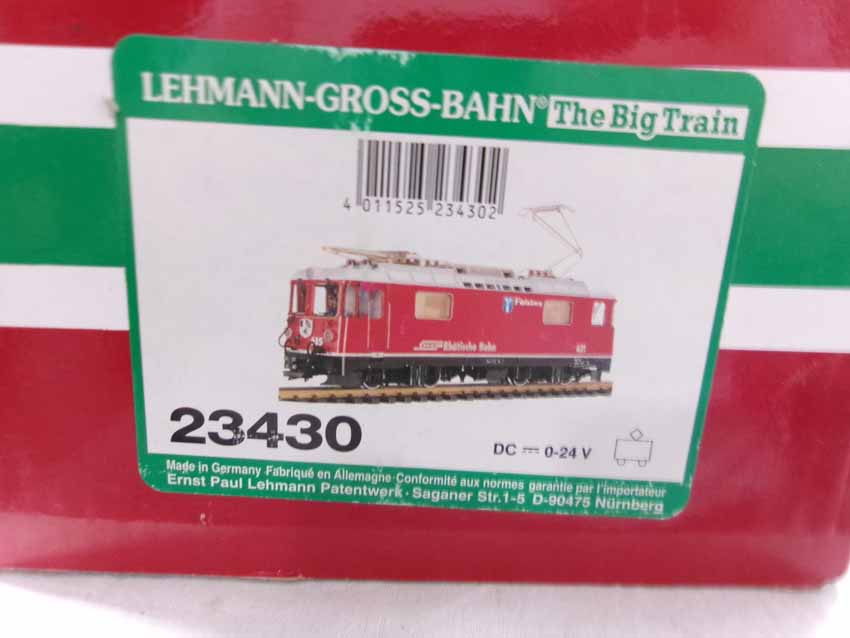 LEHMANN-GROSS-BAHN® The Big Train
4 011525 234302
Rhätische Bahn
23430
DC ⎓ 0-24 V
Made in Germany Fabriqué en Allemagne Conformité aux normes garantie par l'importateur
Ernst Paul Lehmann Patentwerk · Saganer Str.1-5 D-90475 Nürnberg